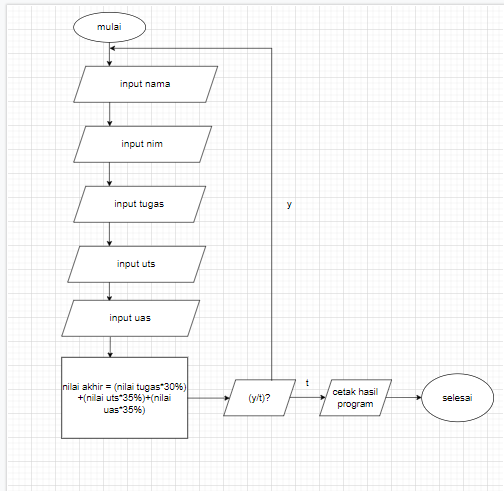 mulai
input nama
input nim
input tugas
input uts
input uas
nilai akhir = (nilai tugas*30%)
+(nilai uts*35%)+(nilai
uas*35%)
(y/t)?
y
t
cetak hasil
program
selesai